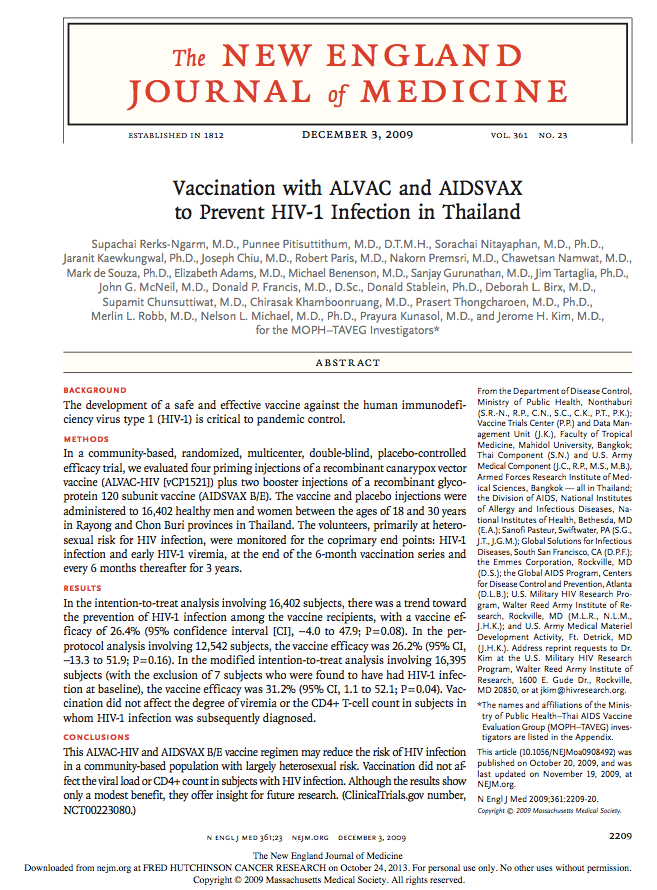 The NEW ENGLAND
JOURNAL of MEDICINE
ESTABLISHED IN 1812
DECEMBER 3, 2009
VOL. 361 NO. 23
Vaccination with ALVAC and AIDSVAX
to Prevent HIV-1 Infection in Thailand
Supachai Rerks-Ngarm, M.D., Punnee Pitisuttithum, M.D., D.T.M.H., Sorachai Nitayaphan, M.D., Ph.D.,
Jaranit Kaewkungwal, Ph.D., Joseph Chiu, M.D., Robert Paris, M.D., Nakorn Premsri, M.D., Chawetsan Namwat, M.D.,
Mark de Souza, Ph.D., Elizabeth Adams, M.D., Michael Benenson, M.D., Sanjay Gurunathan, M.D., Jim Tartaglia, Ph.D.,
John G. McNeil, M.D., Donald P. Francis, M.D., D.Sc., Donald Stablein, Ph.D., Deborah L. Birx, M.D.,
Supamit Chunsuttiwat, M.D., Chirasak Khamboonruang, M.D., Prasert Thongcharoen, M.D., Ph.D.,
Merlin L. Robb, M.D., Nelson L. Michael, M.D., Ph.D., Prayura Kunasol, M.D., and Jerome H. Kim, M.D.,
for the MOPH–TAVEG Investigators*
ABSTRACT
BACKGROUND
The development of a safe and effective vaccine against the human immunodefi-
ciency virus type 1 (HIV-1) is critical to pandemic control.
METHODS
In a community-based, randomized, multicenter, double-blind, placebo-controlled
efficacy trial, we evaluated four priming injections of a recombinant canarypox vector
vaccine (ALVAC-HIV [vCP1521]) plus two booster injections of a recombinant glyco-
protein 120 subunit vaccine (AIDSVAX B/E). The vaccine and placebo injections were
administered to 16,402 healthy men and women between the ages of 18 and 30 years
in Rayong and Chon Buri provinces in Thailand. The volunteers, primarily at hetero-
sexual risk for HIV infection, were monitored for the coprimary end points: HIV-1
infection and early HIV-1 viremia, at the end of the 6-month vaccination series and
every 6 months thereafter for 3 years.
RESULTS
In the intention-to-treat analysis involving 16,402 subjects, there was a trend toward
the prevention of HIV-1 infection among the vaccine recipients, with a vaccine ef-
ficacy of 26.4% (95% confidence interval [CI], −4.0 to 47.9; P=0.08). In the per-
protocol analysis involving 12,542 subjects, the vaccine efficacy was 26.2% (95% CI,
−13.3 to 51.9; P=0.16). In the modified intention-to-treat analysis involving 16,395
subjects (with the exclusion of 7 subjects who were found to have had HIV-1 infec-
tion at baseline), the vaccine efficacy was 31.2% (95% CI, 1.1 to 52.1; P=0.04). Vac-
cination did not affect the degree of viremia or the CD4+ T-cell count in subjects in
whom HIV-1 infection was subsequently diagnosed.
CONCLUSIONS
This ALVAC-HIV and AIDSVAX B/E vaccine regimen may reduce the risk of HIV infection
in a community-based population with largely heterosexual risk. Vaccination did not af-
fect the viral load or CD4+ count in subjects with HIV infection. Although the results show
only a modest benefit, they offer insight for future research. (ClinicalTrials.gov number,
NCT00223080.)
From the Department of Disease Control,
Ministry of Public Health, Nonthaburi
(S.R.-N., R.P., C.N., S.C., C.K., P.T., P.K.);
Vaccine Trials Center (P.P.) and Data Man-
agement Unit (J.K.), Faculty of Tropical
Medicine, Mahidol University, Bangkok;
Thai Component (S.N.) and U.S. Army
Medical Component (J.C., R.P., M.S., M.B.),
Armed Forces Research Institute of Med-
ical Sciences, Bangkok — all in Thailand;
the Division of AIDS, National Institutes
of Allergy and Infectious Diseases, Na-
tional Institutes of Health, Bethesda, MD
(E.A.); Sanofi Pasteur, Swiftwater, PA (S.G.,
J.T., J.G.M.); Global Solutions for Infectious
Diseases, South San Francisco, CA (D.P.F.);
the Emmes Corporation, Rockville, MD
(D.S.); the Global AIDS Program, Centers
for Disease Control and Prevention, Atlanta
(D.L.B.); U.S. Military HIV Research Pro-
gram, Walter Reed Army Institute of Re-
search, Rockville, MD (M.L.R., N.L.M.,
J.H.K.); and U.S. Army Medical Materiel
Development Activity, Ft. Detrick, MD
(J.H.K.). Address reprint requests to Dr.
Kim at the U.S. Military HIV Research
Program, Walter Reed Army Institute of
Research, 1600 E. Gude Dr., Rockville,
MD 20850, or at jkim@hivresearch.org.
*The names and affiliations of the Minis-
try of Public Health–Thai AIDS Vaccine
Evaluation Group (MOPH–TAVEG) inves-
tigators are listed in the Appendix.
This article (10.1056/NEJMoa0908492) was
published on October 20, 2009, and was
last updated on November 19, 2009, at
NEJM.org.
N Engl J Med 2009;361:2209-20.
Copyright © 2009 Massachusetts Medical Society.
N ENGL J MED 361;23 NEJM.ORG DECEMBER 3, 2009
2209
The New England Journal of Medicine
Downloaded from nejm.org at FRED HUTCHINSON CANCER RESEARCH on October 24, 2013. For personal use only. No other uses without permission.
Copyright © 2009 Massachusetts Medical Society. All rights reserved.